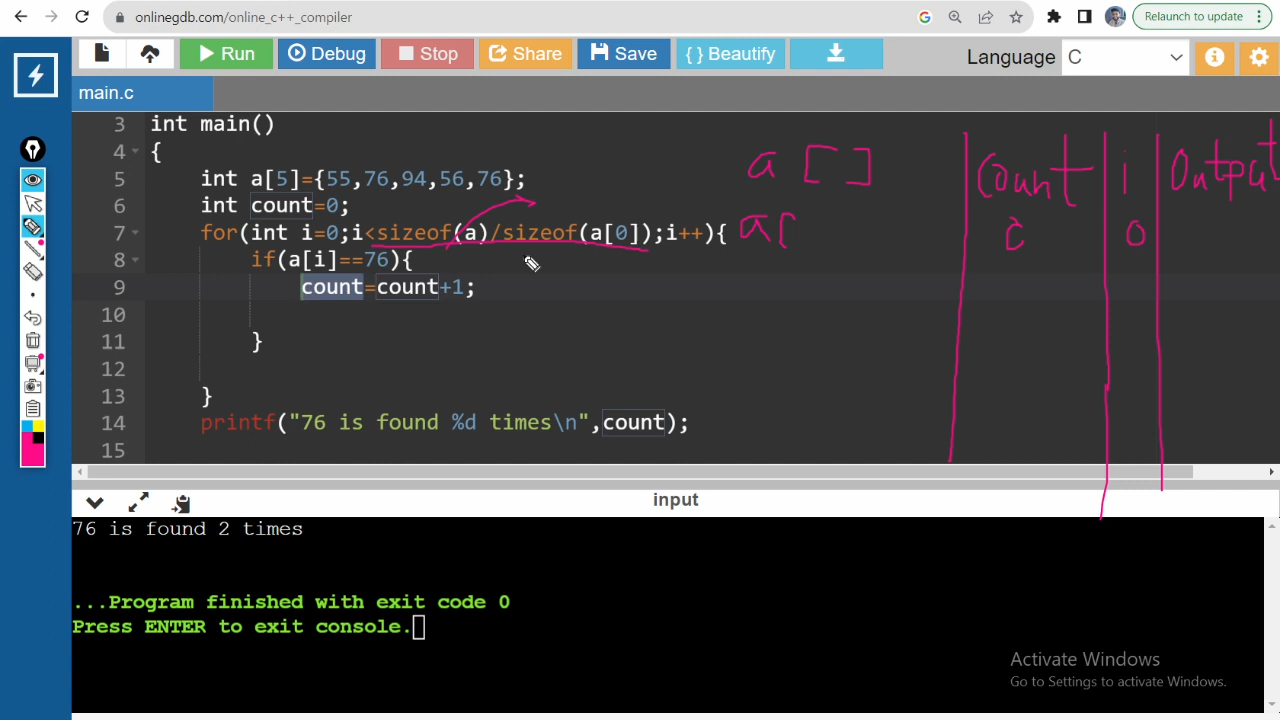 onlinegdb.com/online_c++_compiler
Relaunch to update
Run
Debug
Stop
Share
Save
{ } Beautify
Language C
main.c
3 int main()
4 {
5 int a[5]={55,76,94,56,76};
6 int count=0;
7 for(int i=0;i<sizeof(a)/sizeof(a[0]);i++){
8 if(a[i]==76){
9 count=count+1;
10
11 }
12
13 }
14 printf("76 is found %d times\n",count);
15
a [ ]
a[
Count i Output
0
input
76 is found 2 times
...Program finished with exit code 0
Press ENTER to exit console.
Activate Windows
Go to Settings to activate Windows.